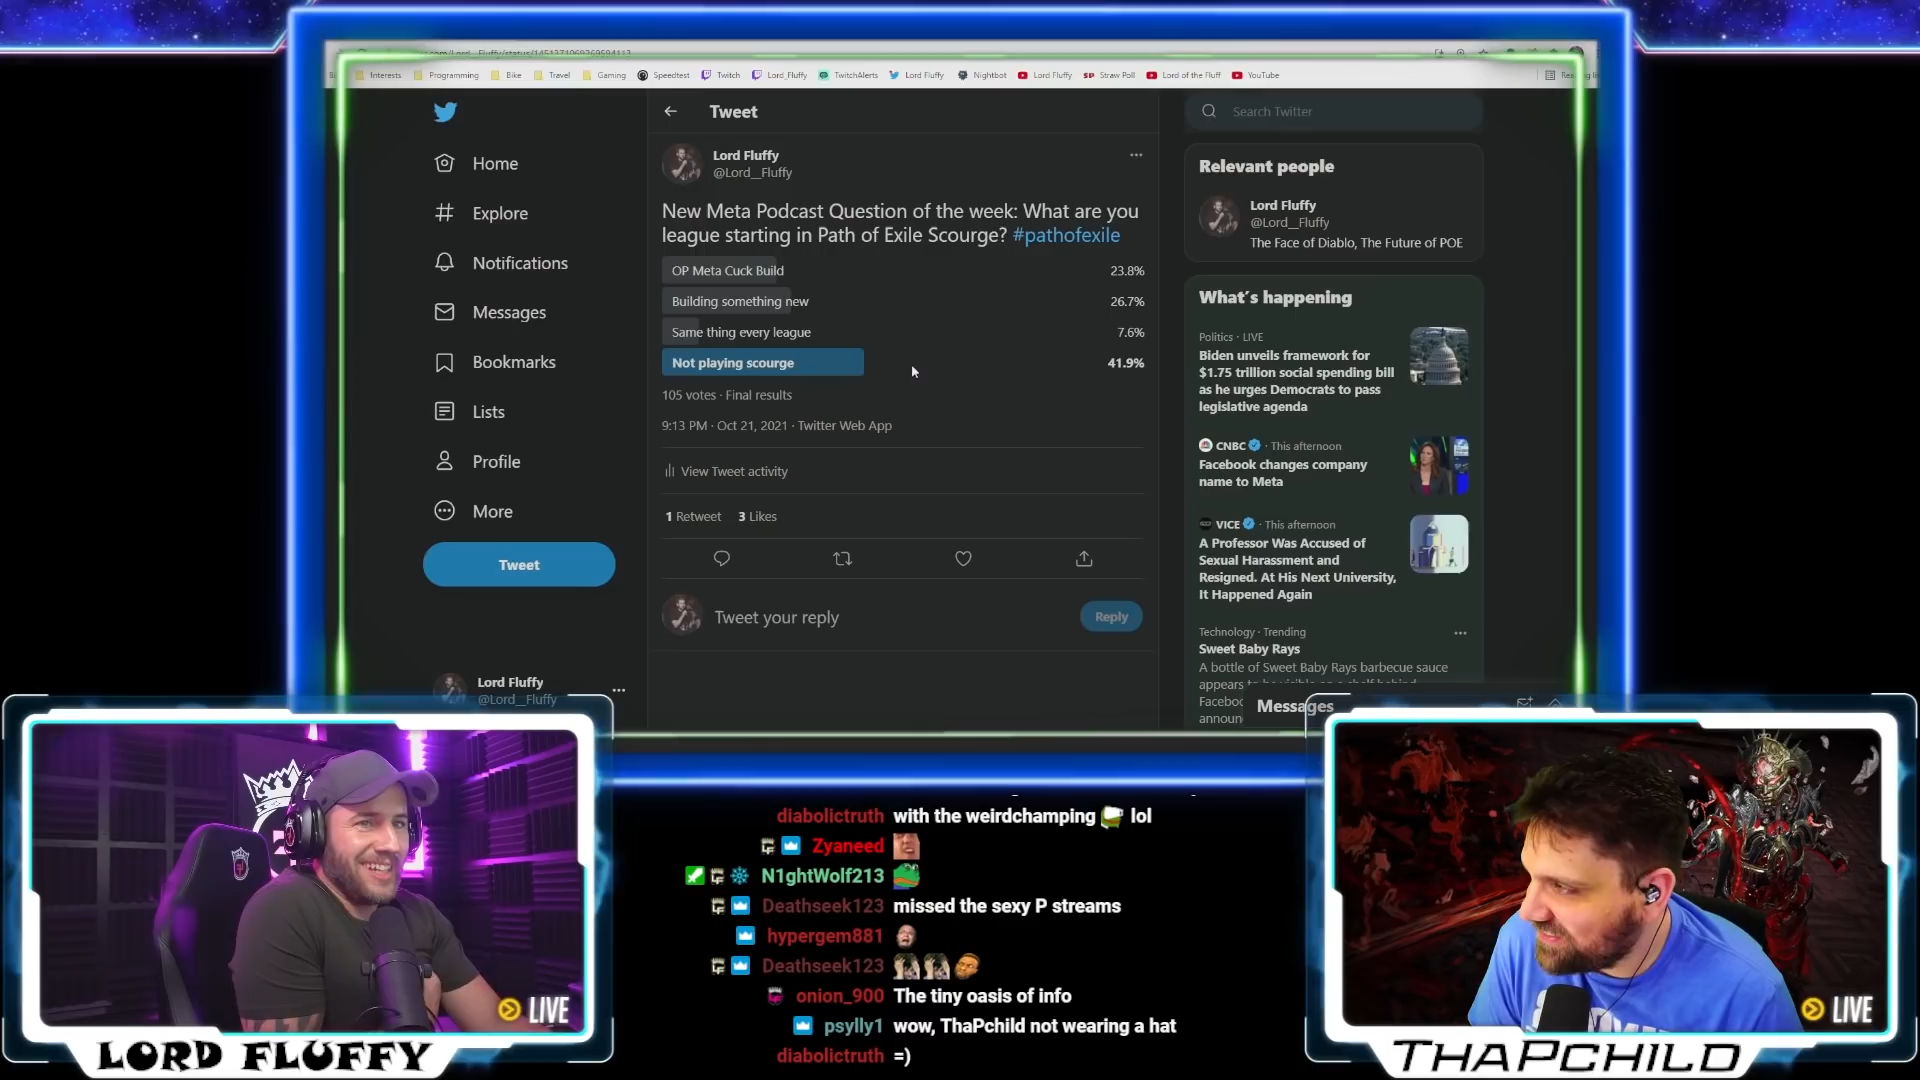 Interests
Programming
Bike
Travel
Gaming
Speedtest
Twitch
Lord_Fluffy
TwitchAlerts
Lord Fluffy
Nightbot
Lord Fluffy
SP Straw Poll
Lord of the Fluff
YouTube
Home
Explore
Notifications
Messages
Bookmarks
Lists
Profile
More
Tweet
Lord Fluffy
@Lord__Fluffy
Tweet
Lord Fluffy
@Lord__Fluffy
New Meta Podcast Question of the week: What are you
league starting in Path of Exile Scourge? #pathofexile
OP Meta Cuck Build 23.8%
Building something new 26.7%
Same thing every league 7.6%
Not playing scourge 41.9%
105 votes · Final results
9:13 PM · Oct 21, 2021 · Twitter Web App
View Tweet activity
1 Retweet 3 Likes
Tweet your reply
Reply
Search Twitter
Relevant people
Lord Fluffy
@Lord__Fluffy
The Face of Diablo, The Future of POE
What's happening
Politics · LIVE
Biden unveils framework for
$1.75 trillion social spending bill
as he urges Democrats to pass
legislative agenda
CNBC · This afternoon
Facebook changes company
name to Meta
VICE · This afternoon
A Professor Was Accused of
Sexual Harassment and
Resigned. At His Next University,
It Happened Again
Technology · Trending
Sweet Baby Rays
A bottle of Sweet Baby Rays barbecue sauce
appears
Messages
LIVE
LORD FLUFFY
diabolictruth with the weirdchamping lol
Zyaneed
N1ghtWolf213
Deathseek123 missed the sexy P streams
hypergem881
Deathseek123
onion_900 The tiny oasis of info
psylly1 wow, ThaPchild not wearing a hat
diabolictruth =)
LIVE
THAPCHILD